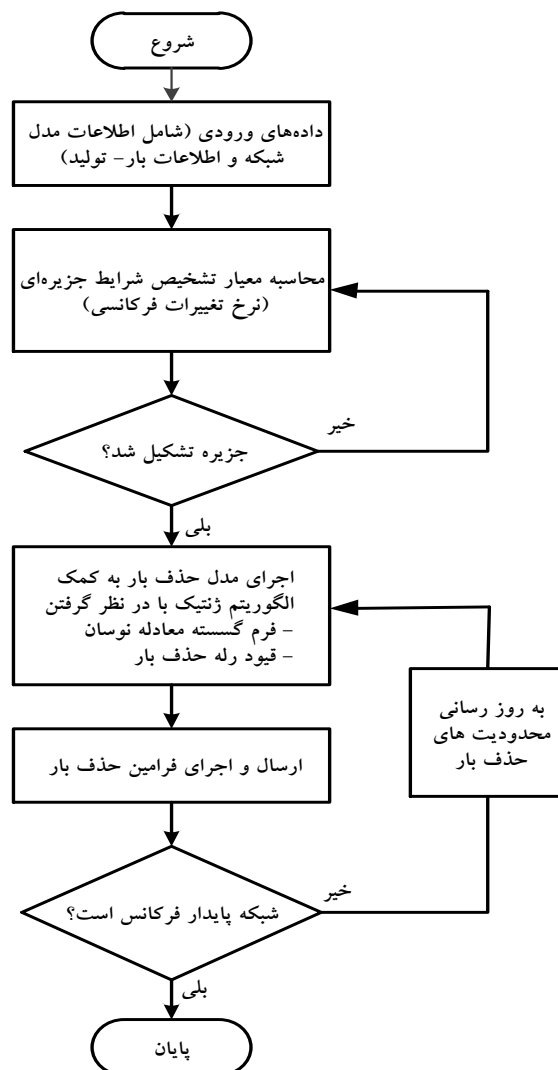 شروع
داده‌های ورودی (شامل اطلاعات مدل
شبکه و اطلاعات بار– تولید)
محاسبه معیار تشخیص شرایط جزیره‌ای
(نرخ تغییرات فرکانسی)
خیر
جزیره تشکیل شد؟
بلی
اجرای مدل حذف بار به کمک
الگوریتم ژنتیک با در نظر گرفتن
– فرم گسسته معادله نوسان
– قیود رله حذف بار
به روز رسانی
محدودیت های
حذف بار
ارسال و اجرای فرامین حذف بار
خیر
شبکه پایدار فرکانس است؟
بلی
پایان